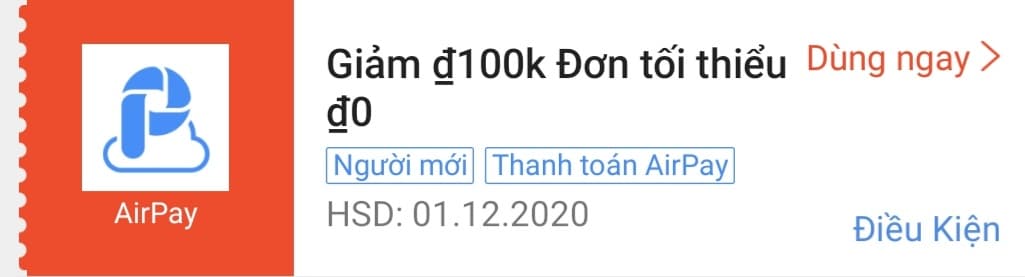 Giảm ₫100k Đơn tối thiểu
₫0
Dùng ngay
Người mới Thanh toán AirPay
HSD: 01.12.2020
AirPay
Điều Kiện